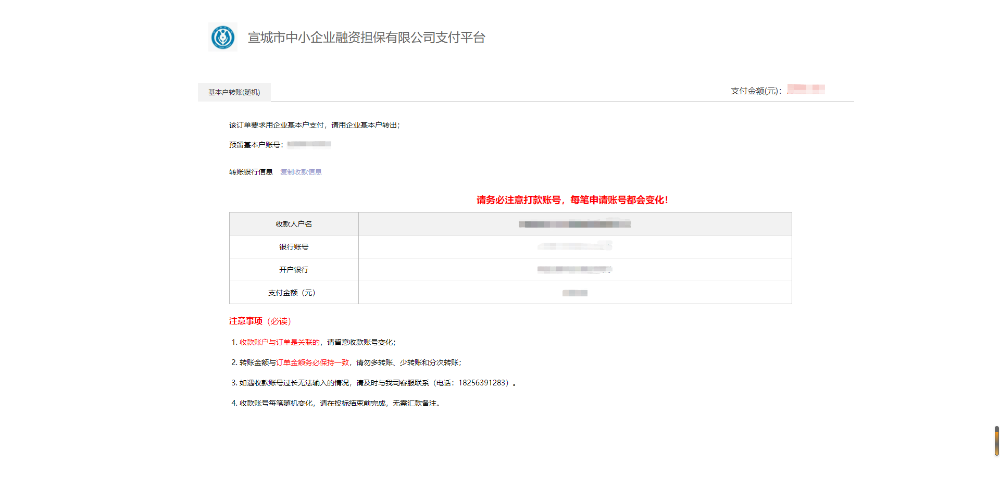 宣城市中小企业融资担保有限公司支付平台
基本户转账(随机)
支付金额(元)：
该订单要求用企业基本户支付，请用企业基本户转出；
预留基本户账号：
转账银行信息 复制收款信息
请务必注意打款账号，每笔申请账号都会变化！
收款人户名
银行账号
开户银行
支付金额（元）
注意事项（必读）
1. 收款账户与订单是关联的，请留意收款账号变化；
2. 转账金额与订单金额务必保持一致，请勿多转账、少转账和分次转账；
3. 如遇收款账号过长无法输入的情况，请及时与我司客服联系（电话：18256391283）。
4. 收款账号每笔随机变化，请在投标结束前完成，无需汇款备注。